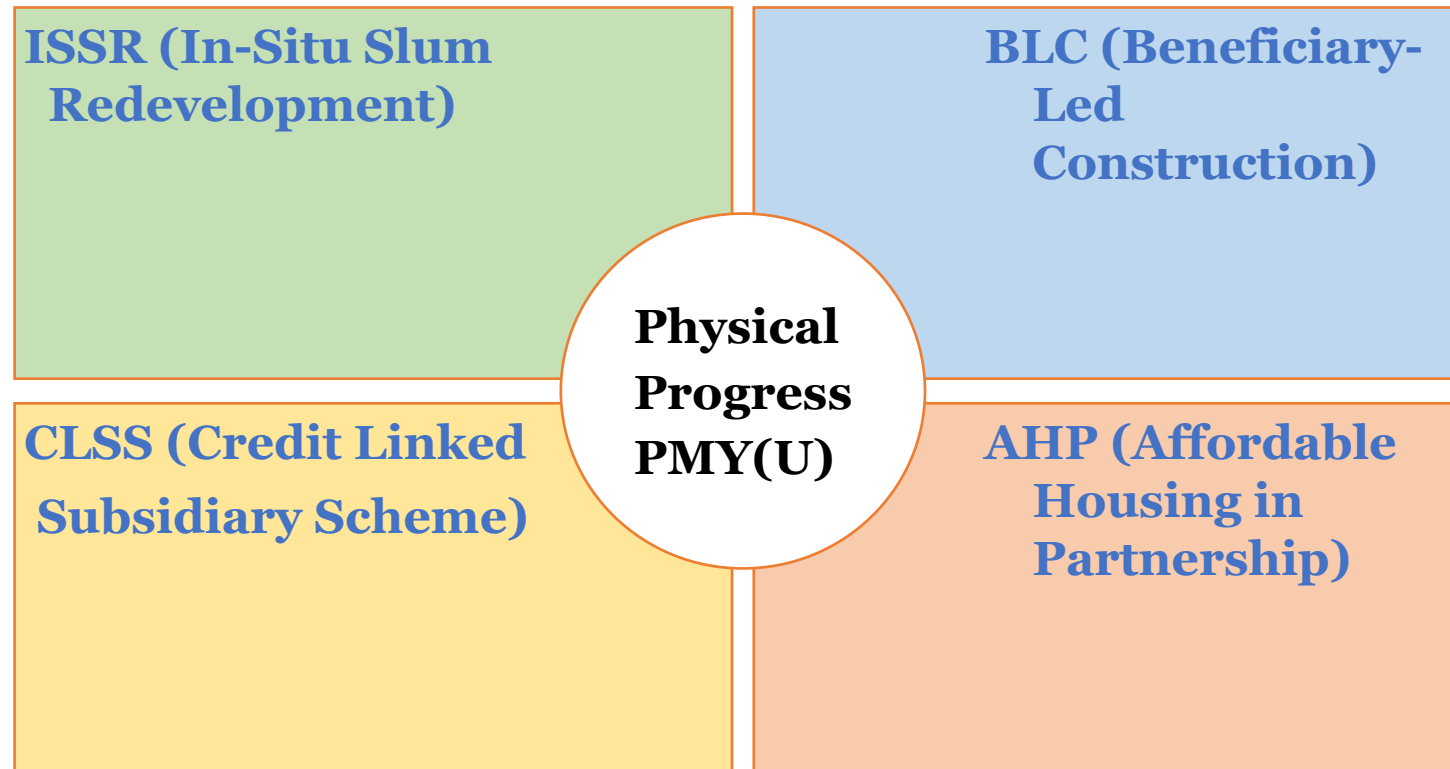 ISSR (In-Situ Slum
Redevelopment)
BLC (Beneficiary-
Led
Construction)
Physical
Progress
PMY(U)
CLSS (Credit Linked
Subsidiary Scheme)
AHP (Affordable
Housing in
Partnership)